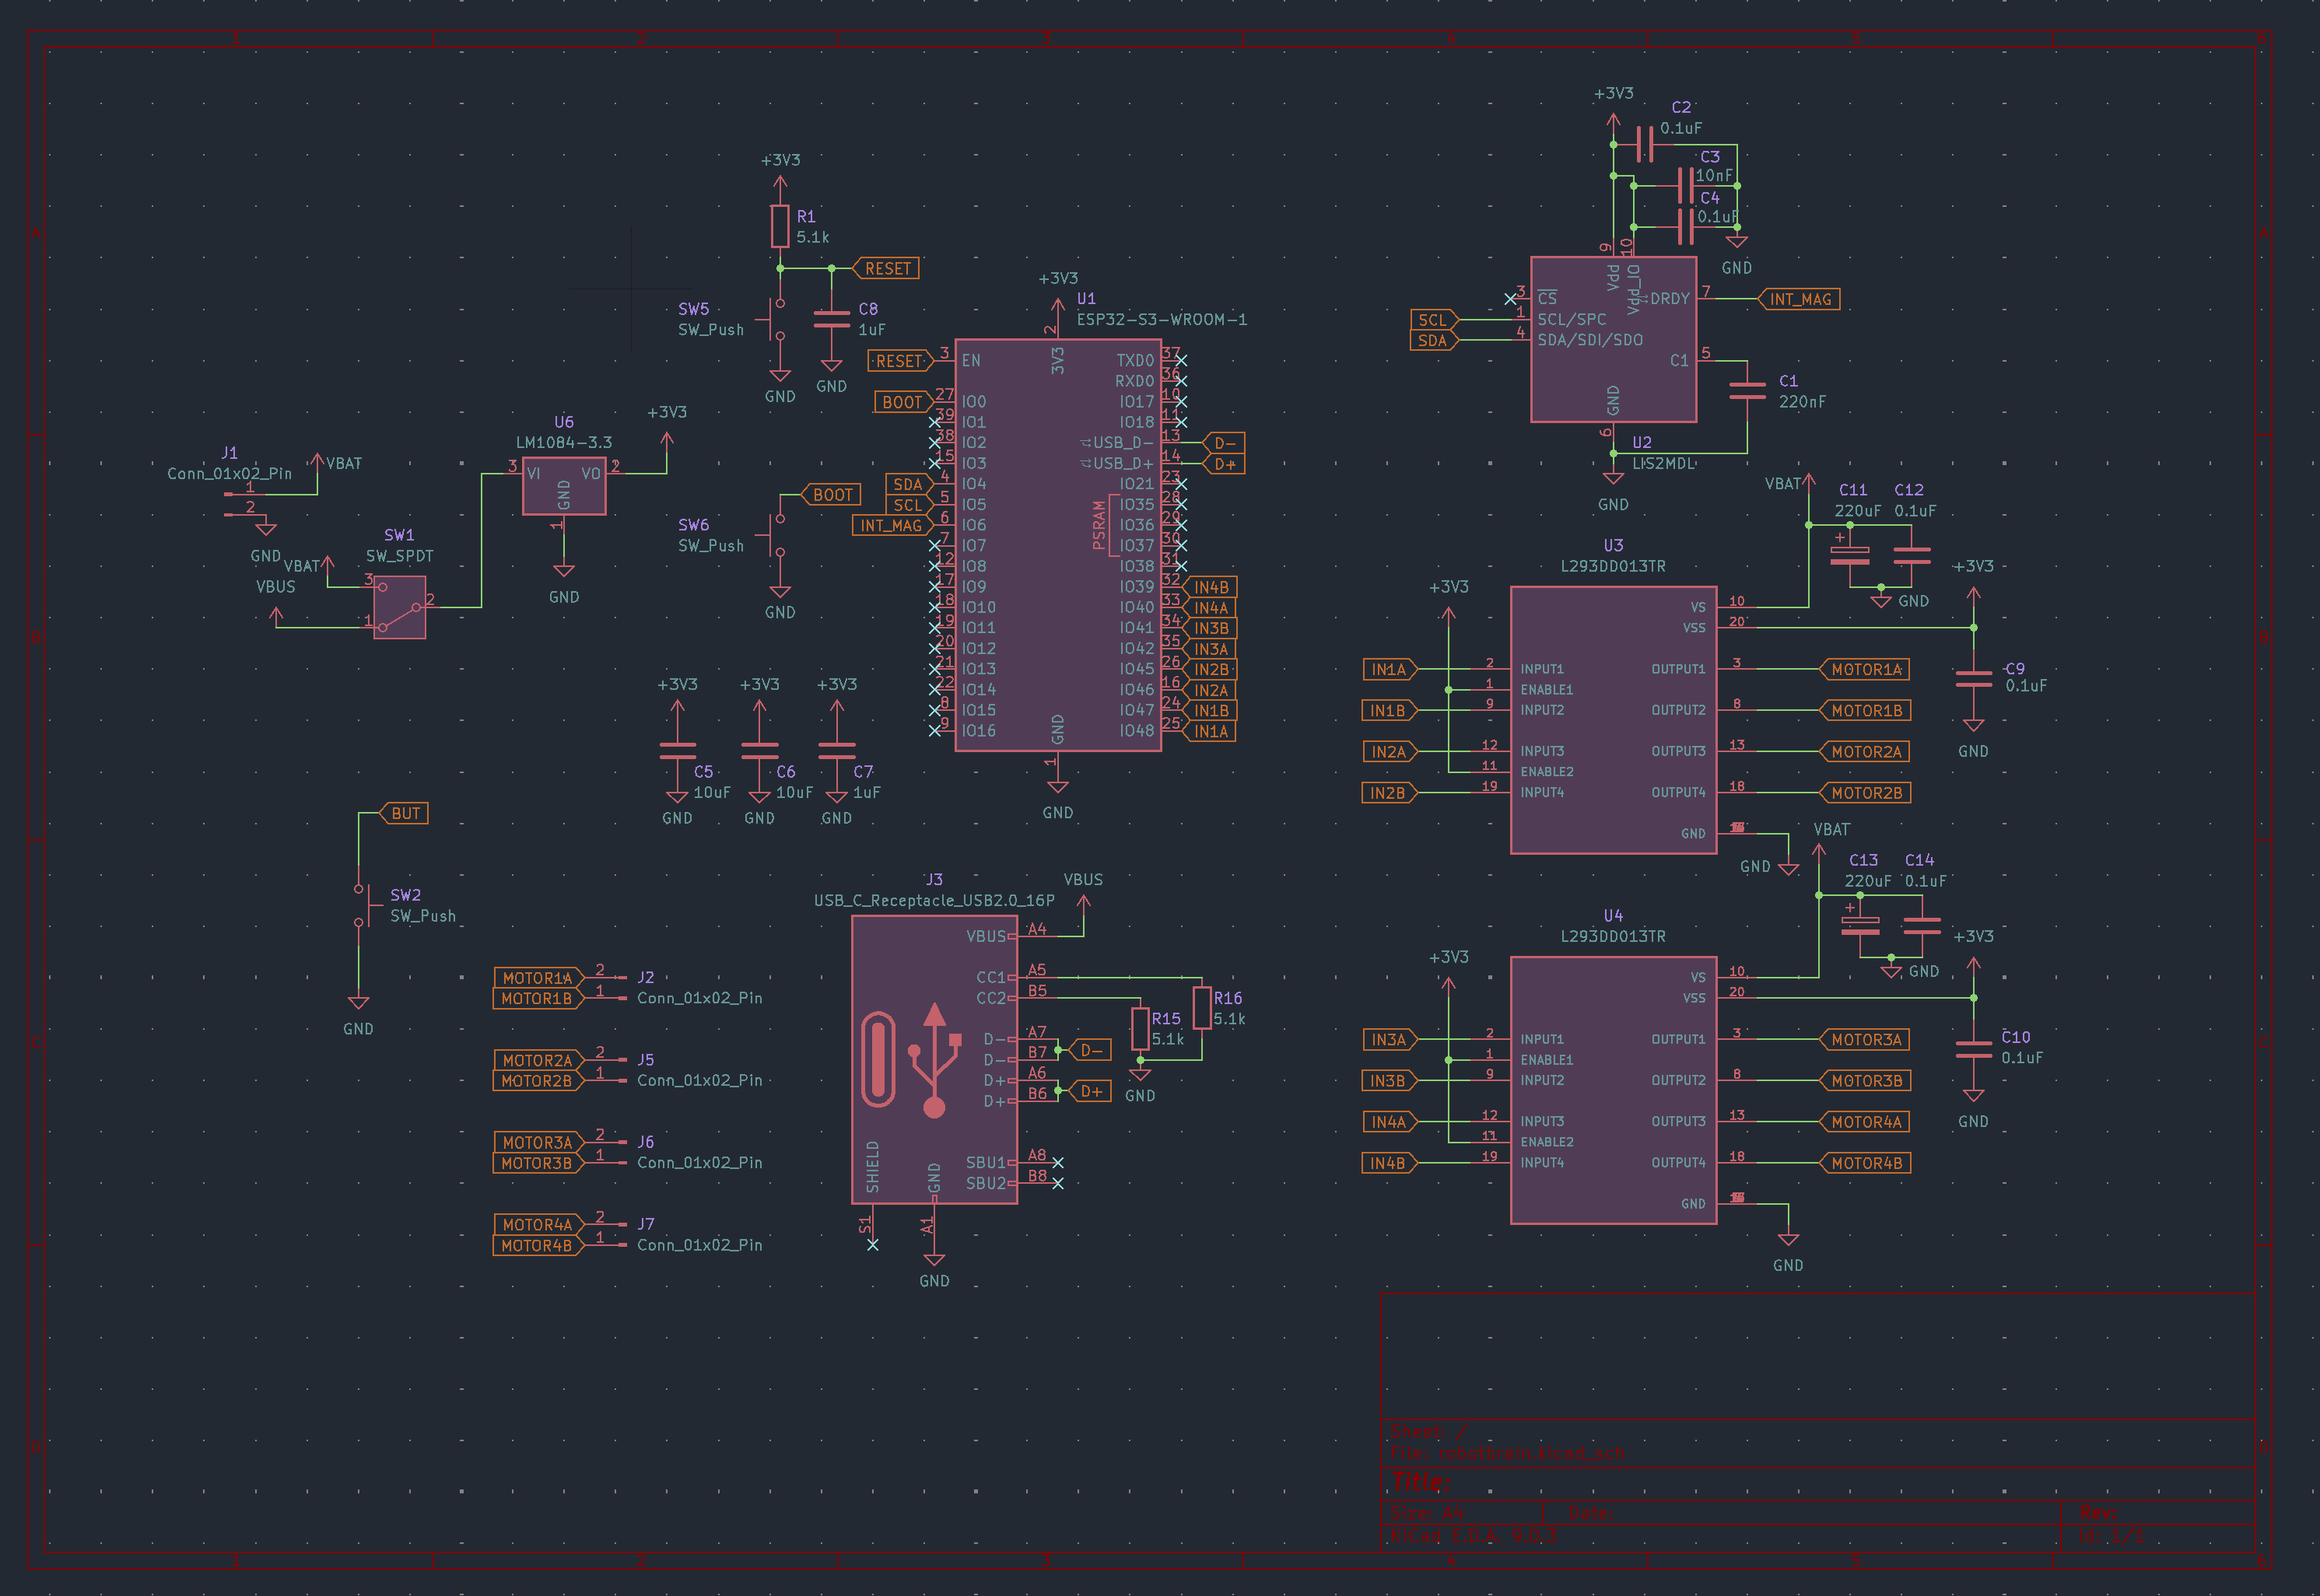 1 2 3 4 5 6
A
B
C
D
+3V3
R1
5.1k
RESET
SW5
SW_Push
C8
1uF
GND
GND
+3V3
U1
ESP32-S3-WROOM-1
2
3V3
RESET 3 EN
BOOT 27 IO0
39 IO1
38 IO2
15 IO3
SDA 4 IO4
SCL 5 IO5
INT_MAG 6 IO6
7 IO7
12 IO8
17 IO9
18 IO10
19 IO11
20 IO12
21 IO13
22 IO14
8 IO15
9 IO16
TXD0 37
RXD0 36
IO17 10
IO18 11
USB_D- 13 D-
USB_D+ 14 D+
IO21 23
IO35 28
IO36 29
IO37 30
IO38 31
PSRAM
IO39 32 IN4B
IO40 33 IN4A
IO41 34 IN3B
IO42 35 IN3A
IO45 26 IN2B
IO46 16 IN2A
IO47 24 IN1B
IO48 25 IN1A
GND
1
GND
J1
Conn_01x02_Pin
1
2
VBAT
GND
U6
LM1084-3.3
3 VI
VO 2
GND
1
+3V3
GND
SW1
SW_SPDT
VBAT
VBUS
3
2
1
BOOT
SW6
SW_Push
GND
+3V3
+3V3
+3V3
C5
10uF
GND
C6
10uF
GND
C7
1uF
GND
BUT
SW2
SW_Push
GND
MOTOR1A 2 J2
MOTOR1B 1 Conn_01x02_Pin
MOTOR2A 2 J5
MOTOR2B 1 Conn_01x02_Pin
MOTOR3A 2 J6
MOTOR3B 1 Conn_01x02_Pin
MOTOR4A 2 J7
MOTOR4B 1 Conn_01x02_Pin
J3
USB_C_Receptacle_USB2.0_16P
VBUS
VBUS A4
CC1 A5
CC2 B5
D- A7
D- B7
D-
D+ A6
D+ B6
D+
SBU1 A8
SBU2 B8
SHIELD
GND
S1
A1
GND
R16
5.1k
R15
5.1k
GND
+3V3
C2
0.1uF
C3
10nF
C4
0.1uF
GND
9
10
Vdd
Vdd_IO
3 CS
SCL 1 SCL/SPC
SDA 4 SDA/SDI/SDO
DRDY 7 INT_MAG
C1 5
C1
220nF
GND
6
U2
LIS2MDL
GND
VBAT
C11
220uF
C12
0.1uF
+
GND
U3
L293DD013TR
+3V3
+3V3
VS 10
VSS 20
IN1A 2 INPUT1
1 ENABLE1
IN1B 9 INPUT2
IN2A 12 INPUT3
11 ENABLE2
IN2B 19 INPUT4
OUTPUT1 3 MOTOR1A
OUTPUT2 8 MOTOR1B
OUTPUT3 13 MOTOR2A
OUTPUT4 18 MOTOR2B
GND
GND
C9
0.1uF
GND
VBAT
C13
220uF
C14
0.1uF
+
GND
U4
L293DD013TR
+3V3
+3V3
VS 10
VSS 20
IN3A 2 INPUT1
1 ENABLE1
IN3B 9 INPUT2
IN4A 12 INPUT3
11 ENABLE2
IN4B 19 INPUT4
OUTPUT1 3 MOTOR3A
OUTPUT2 8 MOTOR3B
OUTPUT3 13 MOTOR4A
OUTPUT4 18 MOTOR4B
GND
GND
C10
0.1uF
GND
Sheet: /
File: robotbrain.kicad_sch
Title:
Size: A4 Date: Rev:
KiCad E.D.A. 9.0.3 Id: 1/1
A
B
C
D
1 2 3 4 5 6